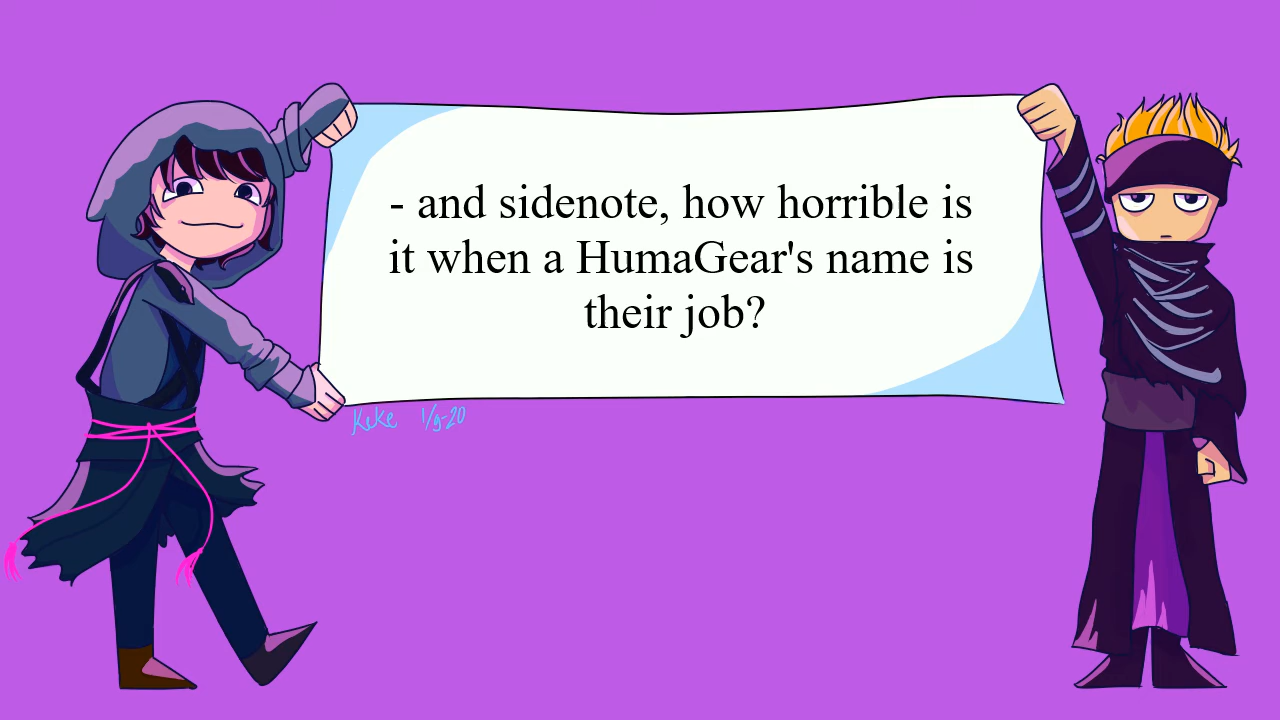 - and sidenote, how horrible is
it when a HumaGear's name is
their job?
KeKe 1/9-20